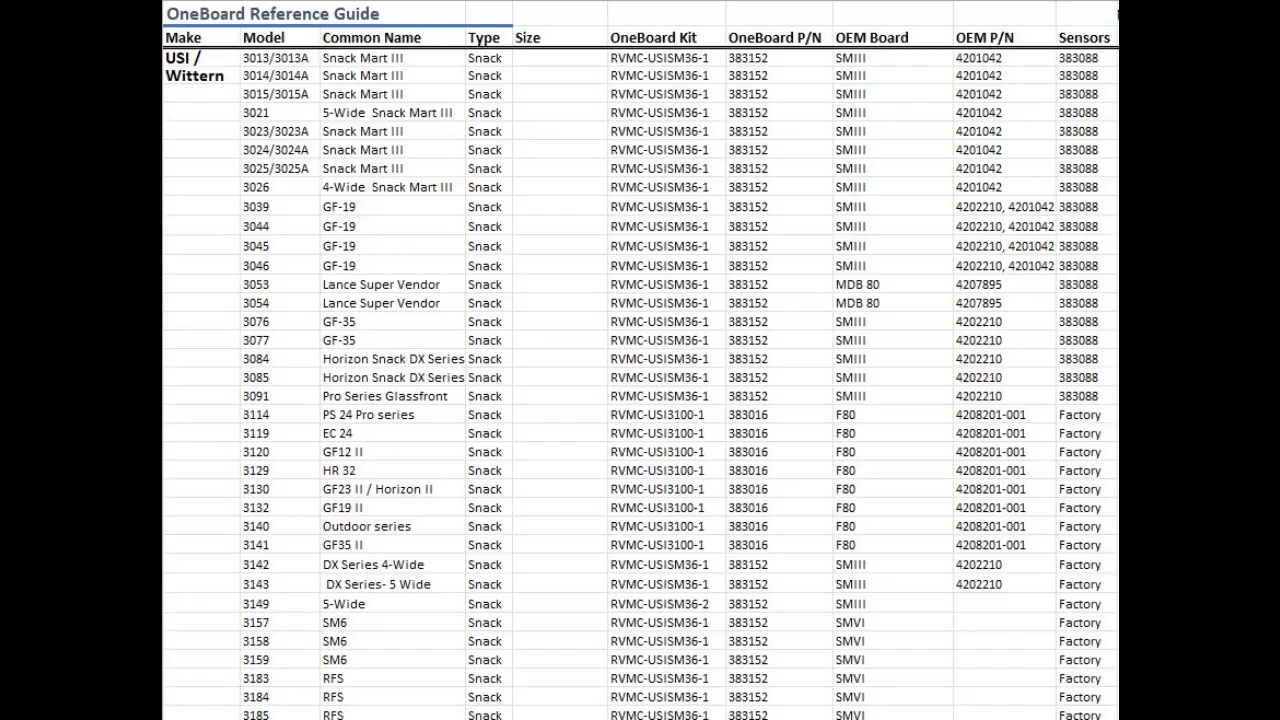 OneBoard Reference Guide
Make Model Common Name Type Size OneBoard Kit OneBoard P/N OEM Board OEM P/N Sensors
USI / 3013/3013A Snack Mart III Snack RVMC-USISM36-1 383152 SMIII 4201042 383088
Wittern 3014/3014A Snack Mart III Snack RVMC-USISM36-1 383152 SMIII 4201042 383088
3015/3015A Snack Mart III Snack RVMC-USISM36-1 383152 SMIII 4201042 383088
3021 5-Wide Snack Mart III Snack RVMC-USISM36-1 383152 SMIII 4201042 383088
3023/3023A Snack Mart III Snack RVMC-USISM36-1 383152 SMIII 4201042 383088
3024/3024A Snack Mart III Snack RVMC-USISM36-1 383152 SMIII 4201042 383088
3025/3025A Snack Mart III Snack RVMC-USISM36-1 383152 SMIII 4201042 383088
3026 4-Wide Snack Mart III Snack RVMC-USISM36-1 383152 SMIII 4201042 383088
3039 GF-19 Snack RVMC-USISM36-1 383152 SMIII 4202210, 4201042 383088
3044 GF-19 Snack RVMC-USISM36-1 383152 SMIII 4202210, 4201042 383088
3045 GF-19 Snack RVMC-USISM36-1 383152 SMIII 4202210, 4201042 383088
3046 GF-19 Snack RVMC-USISM36-1 383152 SMIII 4202210, 4201042 383088
3053 Lance Super Vendor Snack RVMC-USISM36-1 383152 MDB 80 4207895 383088
3054 Lance Super Vendor Snack RVMC-USISM36-1 383152 MDB 80 4207895 383088
3076 GF-35 Snack RVMC-USISM36-1 383152 SMIII 4202210 383088
3077 GF-35 Snack RVMC-USISM36-1 383152 SMIII 4202210 383088
3084 Horizon Snack DX Series Snack RVMC-USISM36-1 383152 SMIII 4202210 383088
3085 Horizon Snack DX Series Snack RVMC-USISM36-1 383152 SMIII 4202210 383088
3091 Pro Series Glassfront Snack RVMC-USISM36-1 383152 SMIII 4202210 383088
3114 PS 24 Pro series Snack RVMC-USI3100-1 383016 F80 4208201-001 Factory
3119 EC 24 Snack RVMC-USI3100-1 383016 F80 4208201-001 Factory
3120 GF12 II Snack RVMC-USI3100-1 383016 F80 4208201-001 Factory
3129 HR 32 Snack RVMC-USI3100-1 383016 F80 4208201-001 Factory
3130 GF23 II / Horizon II Snack RVMC-USI3100-1 383016 F80 4208201-001 Factory
3132 GF19 II Snack RVMC-USI3100-1 383016 F80 4208201-001 Factory
3140 Outdoor series Snack RVMC-USI3100-1 383016 F80 4208201-001 Factory
3141 GF35 II Snack RVMC-USI3100-1 383016 F80 4208201-001 Factory
3142 DX Series 4-Wide Snack RVMC-USISM36-1 383152 SMIII 4202210 Factory
3143 DX Series- 5 Wide Snack RVMC-USISM36-1 383152 SMIII 4202210 Factory
3149 5-Wide Snack RVMC-USISM36-2 383152 SMIII Factory
3157 SM6 Snack RVMC-USISM36-1 383152 SMVI Factory
3158 SM6 Snack RVMC-USISM36-1 383152 SMVI Factory
3159 SM6 Snack RVMC-USISM36-1 383152 SMVI Factory
3183 RFS Snack RVMC-USISM36-1 383152 SMVI Factory
3184 RFS Snack RVMC-USISM36-1 383152 SMVI Factory
3185 RFS Snack RVMC-USISM36-1 383152 SMVI Factory